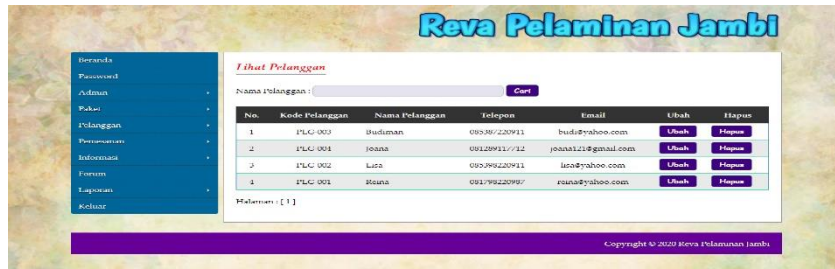 Reva Pelaminan Jambi
Beranda
Password
Admin
Paket
Pelanggan
Pemesanan
Informasi
Forum
Laporan
Keluar
Lihat Pelanggan
Nama Pelanggan : Cari
No. Kode Pelanggan Nama Pelanggan Telepon Email Ubah Hapus
1 PLG-003 Budiman 085387220911 budi@yahoo.com Ubah Hapus
2 PLG-004 Joana 081289117712 joana121@gmail.com Ubah Hapus
3 PLG-002 Lisa 085398220911 lisa@yahoo.com Ubah Hapus
4 PLG-001 Reina 081798220987 reina@yahoo.com Ubah Hapus
Halaman : [ 1 ]
Copyright © 2020 Reva Pelaminan Jambi